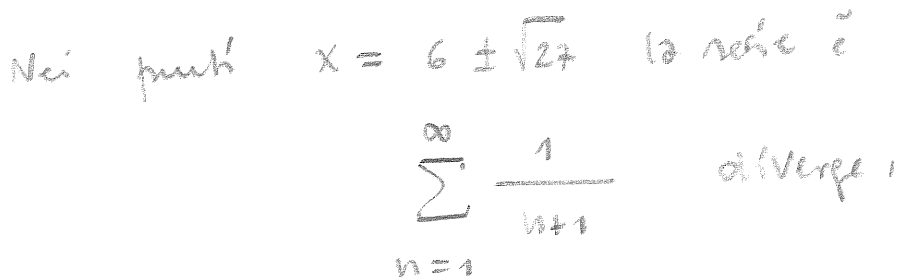 Nei punti x = 6 ± √27 la serie è
∞
∑ 1/(n+1) diverge,
n=1